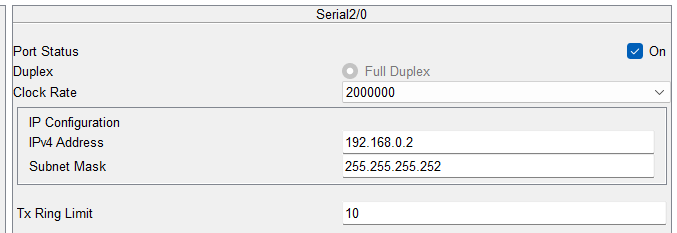 Serial2/0
Port Status On
Duplex Full Duplex
Clock Rate 2000000
IP Configuration
IPv4 Address 192.168.0.2
Subnet Mask 255.255.255.252
Tx Ring Limit 10